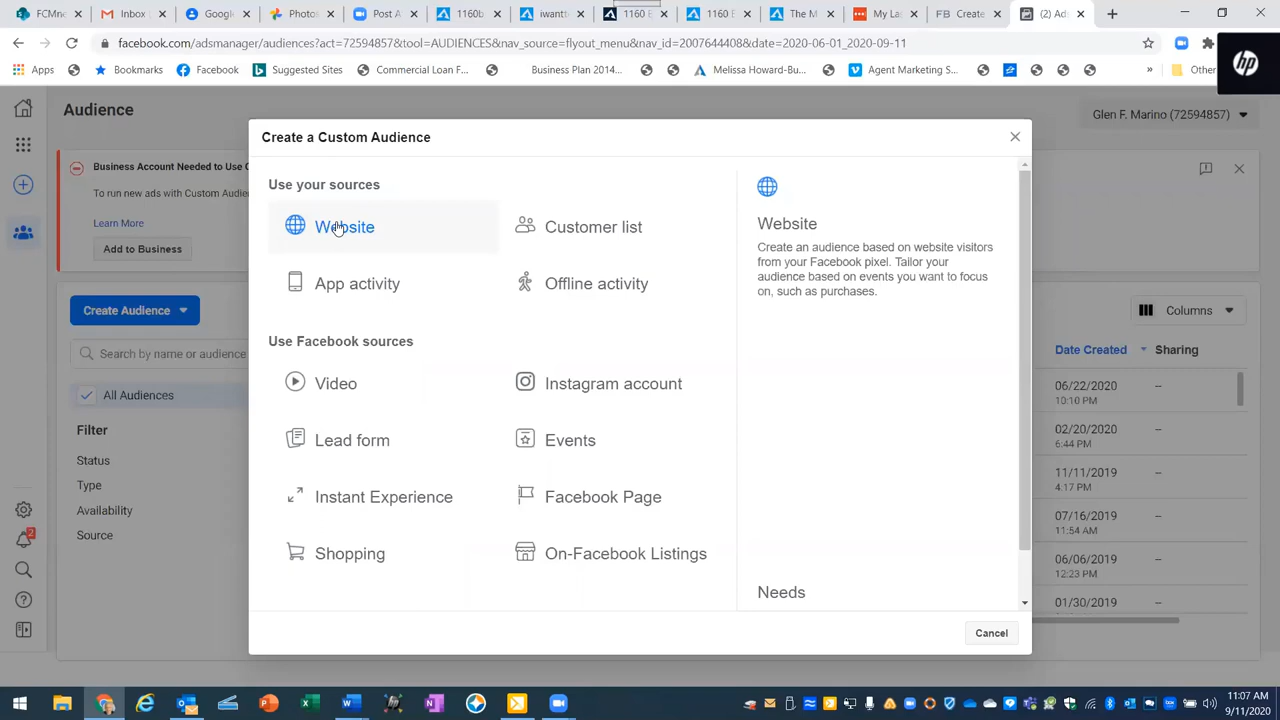 FCMne
Inbox
Google
Photo
Post A
1160b
iwantt
1160 E
1160 E
The M
My La
FB Create
(2) Ads
facebook.com/adsmanager/audiences?act=72594857&tool=AUDIENCES&nav_source=flyout_menu&nav_id=2007644408&date=2020-06-01_2020-09-11
Apps
Bookmarks
Facebook
Suggested Sites
Commercial Loan F...
Business Plan 2014...
Melissa Howard-Bu...
Agent Marketing S...
»
Other
hp
Audience
Glen F. Marino (72594857)
Business Account Needed to Use C
To run new ads with Custom Audien
Learn More
Add to Business
Create Audience
Columns
Search by name or audience
All Audiences
Filter
Status
Type
Availability
Source
2
Create a Custom Audience
Use your sources
Website
Customer list
App activity
Offline activity
Use Facebook sources
Video
Instagram account
Lead form
Events
Instant Experience
Facebook Page
Shopping
On-Facebook Listings
Website
Create an audience based on website visitors
from your Facebook pixel. Tailor your
audience based on events you want to focus
on, such as purchases.
Needs
Cancel
Date Created
Sharing
06/22/2020
10:10 PM
--
02/20/2020
6:44 PM
--
11/11/2019
4:17 PM
--
07/16/2019
11:54 AM
--
06/06/2019
12:23 PM
--
01/30/2019
--
11:07 AM
9/11/2020